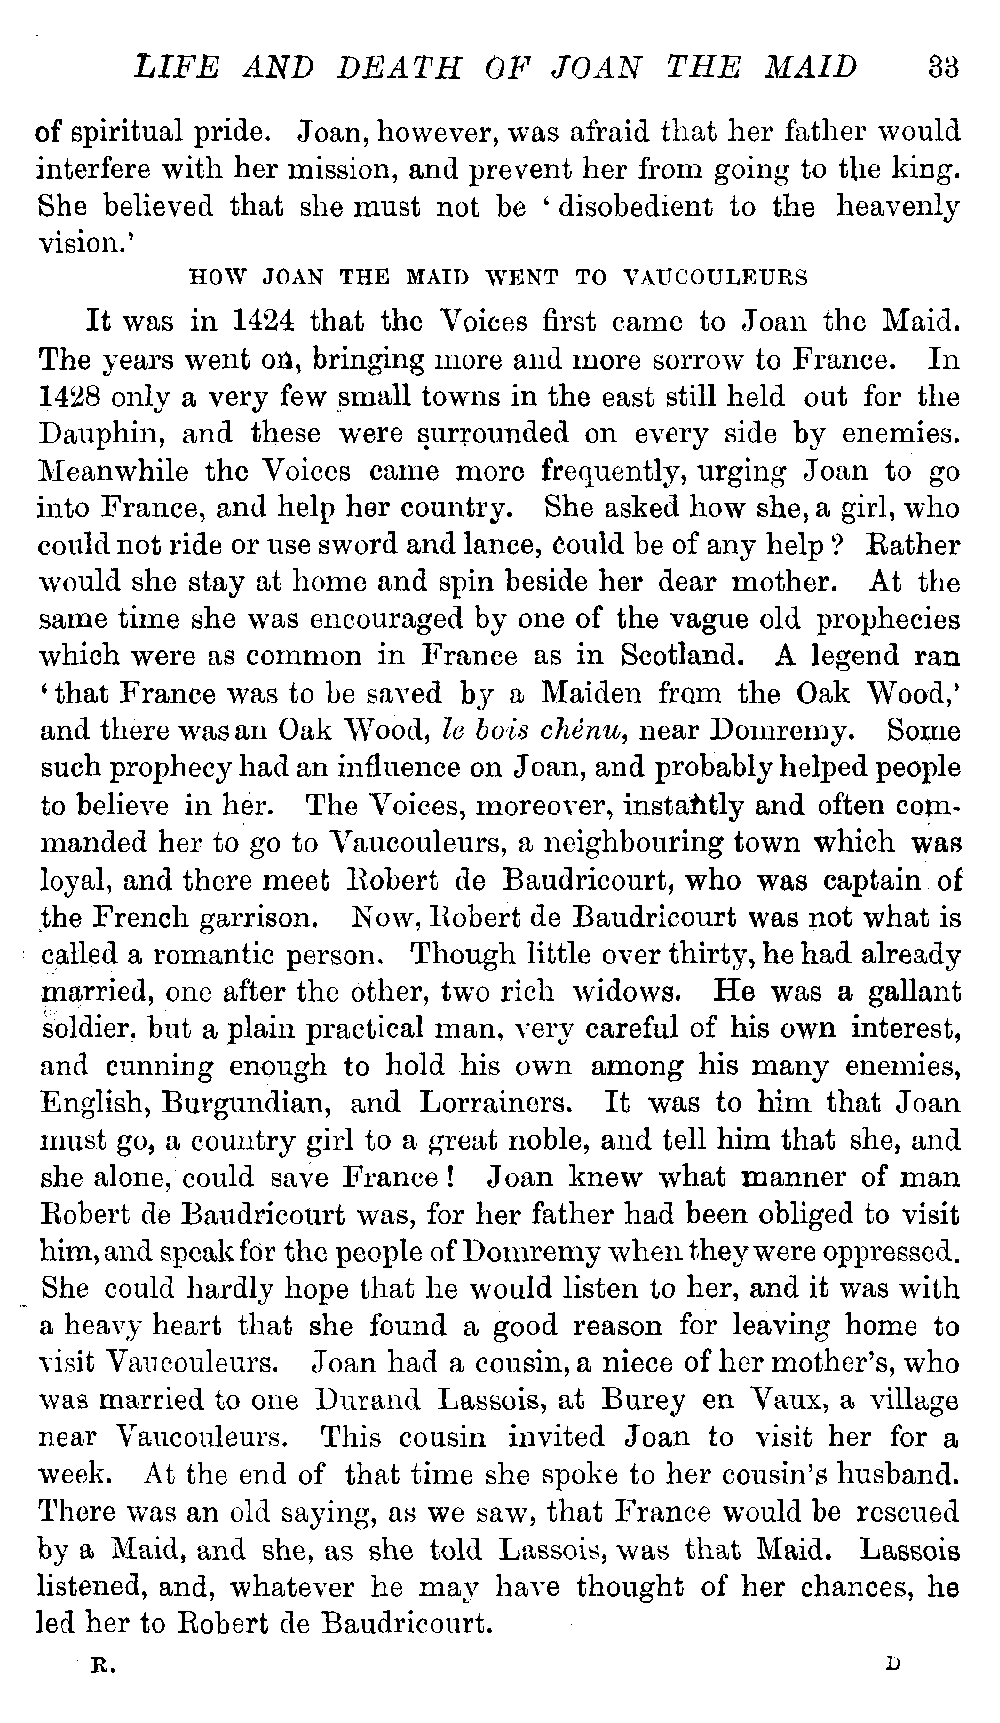 LIFE AND DEATH OF JOAN THE MAID 33
of spiritual pride. Joan, however, was afraid that her father would
interfere with her mission, and prevent her from going to the king.
She believed that she must not be ‘ disobedient to the heavenly
vision.’
HOW JOAN THE MAID WENT TO VAUCOULEURS
It was in 1424 that the Voices first came to Joan the Maid.
The years went on, bringing more and more sorrow to France. In
1428 only a very few small towns in the east still held out for the
Dauphin, and these were surrounded on every side by enemies.
Meanwhile the Voices came more frequently, urging Joan to go
into France, and help her country. She asked how she, a girl, who
could not ride or use sword and lance, could be of any help ? Rather
would she stay at home and spin beside her dear mother. At the
same time she was encouraged by one of the vague old prophecies
which were as common in France as in Scotland. A legend ran
‘ that France was to be saved by a Maiden from the Oak Wood,’
and there was an Oak Wood, le bois chênu, near Domremy. Some
such prophecy had an influence on Joan, and probably helped people
to believe in her. The Voices, moreover, instantly and often com-
manded her to go to Vaucouleurs, a neighbouring town which was
loyal, and there meet Robert de Baudricourt, who was captain of
the French garrison. Now, Robert de Baudricourt was not what is
called a romantic person. Though little over thirty, he had already
married, one after the other, two rich widows. He was a gallant
soldier, but a plain practical man, very careful of his own interest,
and cunning enough to hold his own among his many enemies,
English, Burgundian, and Lorrainers. It was to him that Joan
must go, a country girl to a great noble, and tell him that she, and
she alone, could save France ! Joan knew what manner of man
Robert de Baudricourt was, for her father had been obliged to visit
him, and speak for the people of Domremy when they were oppressed.
She could hardly hope that he would listen to her, and it was with
a heavy heart that she found a good reason for leaving home to
visit Vaucouleurs. Joan had a cousin, a niece of her mother’s, who
was married to one Durand Lassois, at Burey en Vaux, a village
near Vaucouleurs. This cousin invited Joan to visit her for a
week. At the end of that time she spoke to her cousin’s husband.
There was an old saying, as we saw, that France would be rescued
by a Maid, and she, as she told Lassois, was that Maid. Lassois
listened, and, whatever he may have thought of her chances, he
led her to Robert de Baudricourt.
R. D